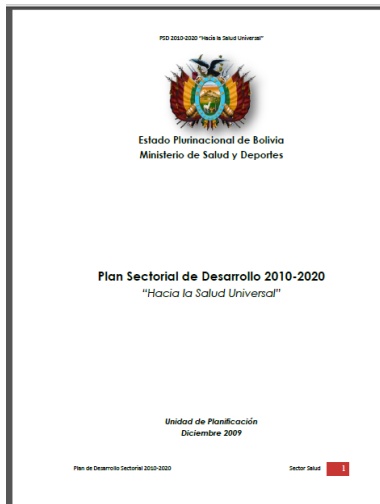 PSD 2010-2020 "Hacia la Salud Universal"
Estado Plurinacional de Bolivia
Ministerio de Salud y Deportes
Plan Sectorial de Desarrollo 2010-2020
"Hacia la Salud Universal"
Unidad de Planificación
Diciembre 2009
Plan de Desarrollo Sectorial 2010-2020 Sector Salud 1